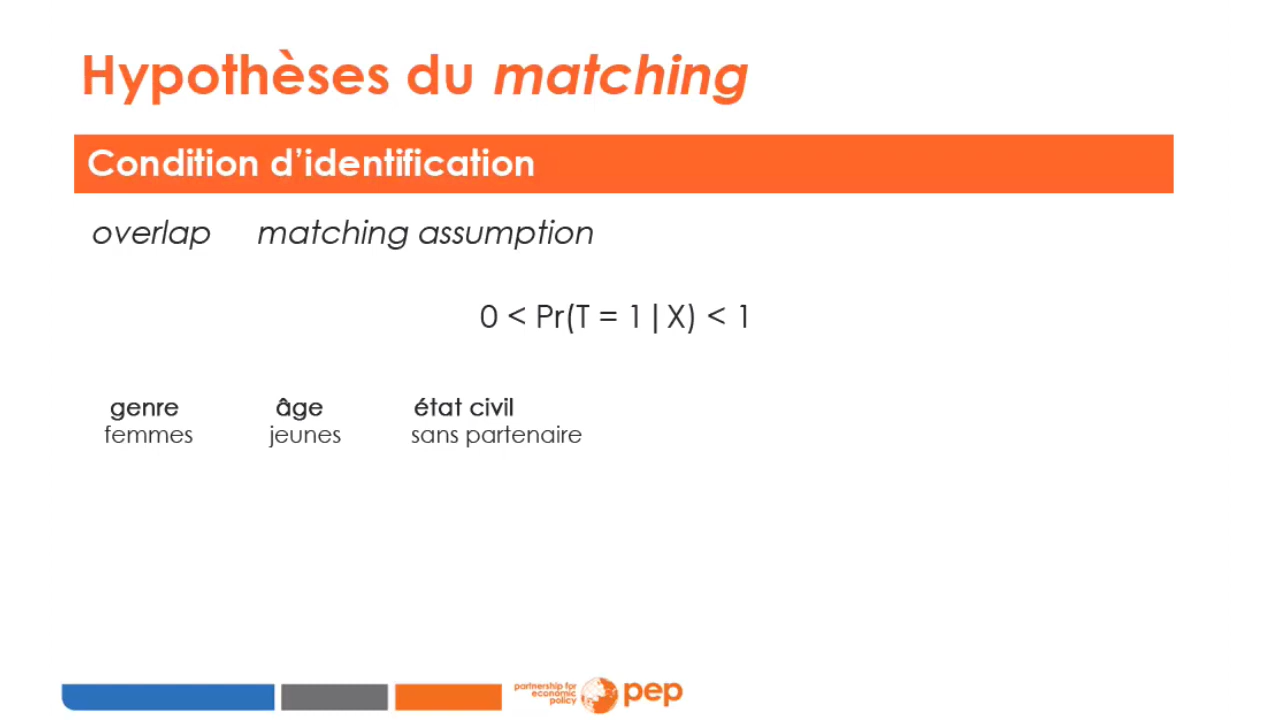 Hypothèses du matching
Condition d’identification
overlap matching assumption
0 < Pr(T = 1 | X) < 1
genre âge état civil
femmes jeunes sans partenaire
partnership for
economic
policy
pep